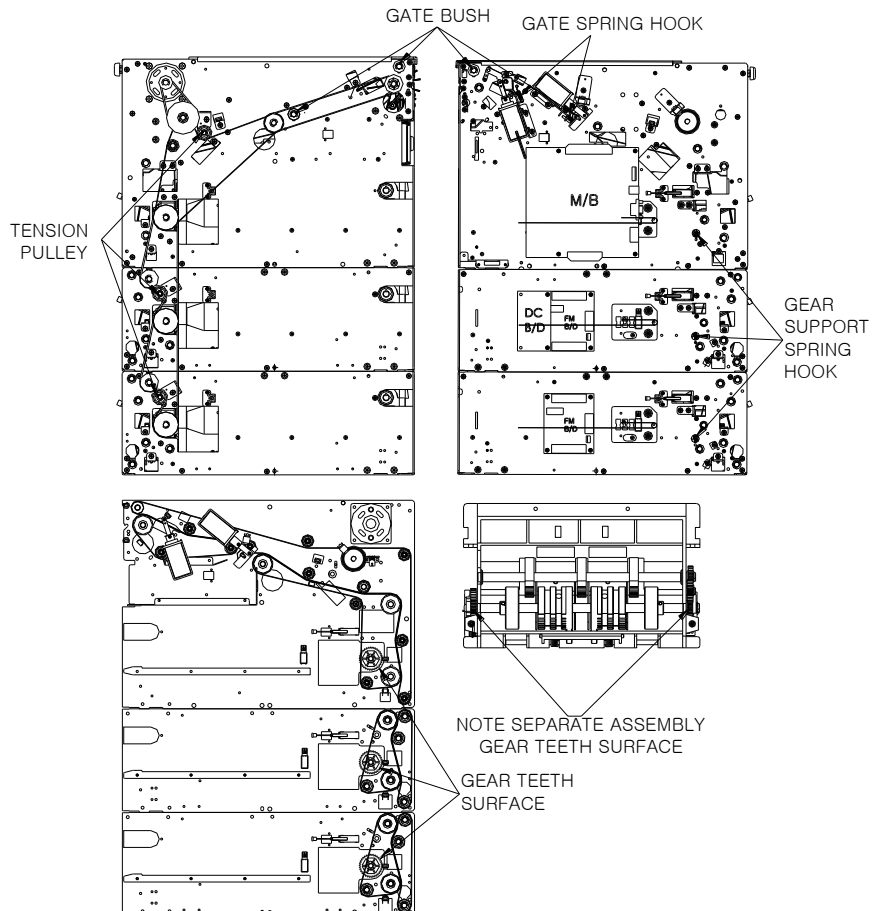 GATE BUSH
GATE SPRING HOOK
TENSION
PULLEY
M/B
DC
B/D
FM
B/D
GEAR
SUPPORT
SPRING
HOOK
FM
B/D
NOTE SEPARATE ASSEMBLY
GEAR TEETH SURFACE
GEAR TEETH
SURFACE